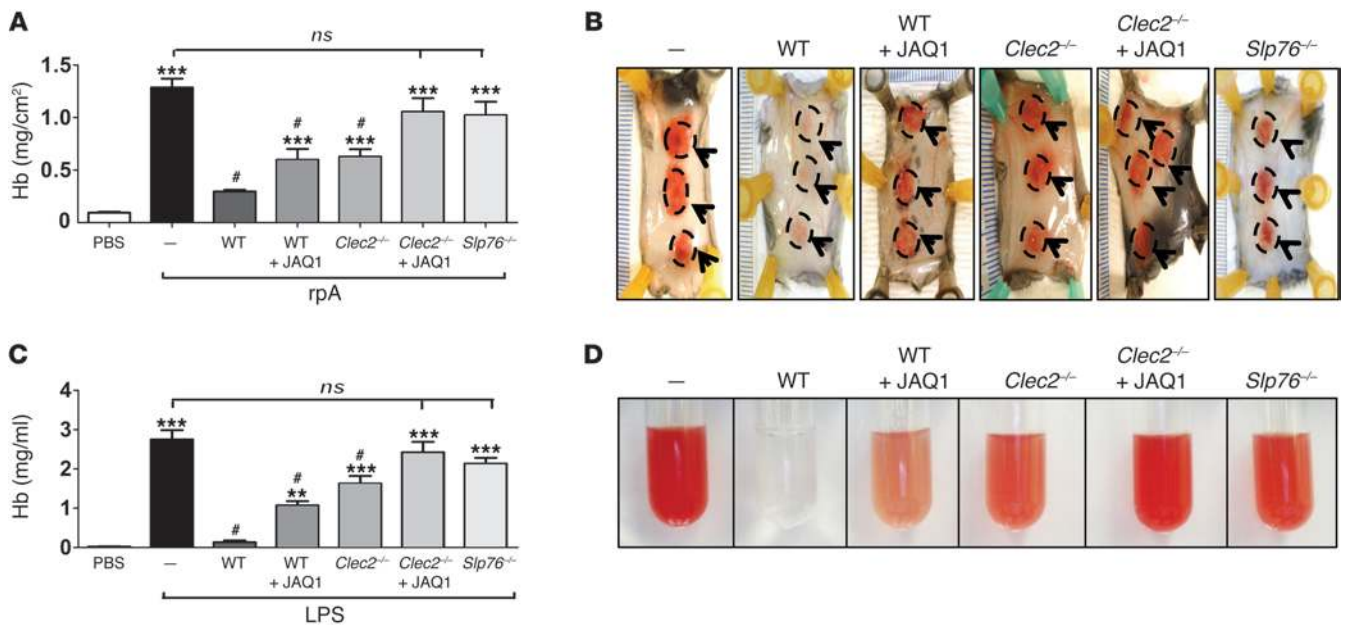 A
ns
1.5
1.0
0.5
0
Hb (mg/cm²)
***
#
#
***
#
***
***
***
PBS
—
WT
WT
+ JAQ1
Clec2⁻/⁻
Clec2⁻/⁻
+ JAQ1
Slp76⁻/⁻
rpA
B
—
WT
WT
+ JAQ1
Clec2⁻/⁻
Clec2⁻/⁻
+ JAQ1
Slp76⁻/⁻
C
ns
4
3
2
1
0
Hb (mg/ml)
***
#
#
**
#
***
***
***
PBS
—
WT
WT
+ JAQ1
Clec2⁻/⁻
Clec2⁻/⁻
+ JAQ1
Slp76⁻/⁻
LPS
D
—
WT
WT
+ JAQ1
Clec2⁻/⁻
Clec2⁻/⁻
+ JAQ1
Slp76⁻/⁻